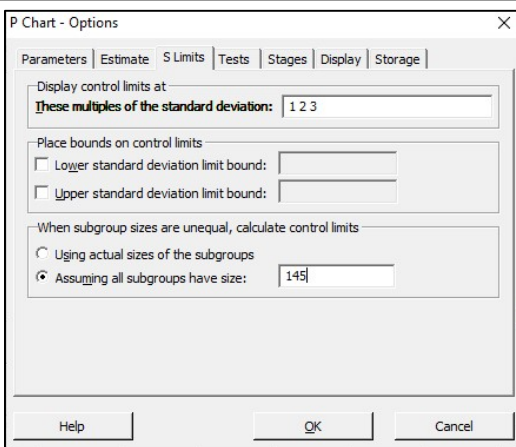 P Chart - Options
Parameters Estimate S Limits Tests Stages Display Storage
Display control limits at
These multiples of the standard deviation: 1 2 3
Place bounds on control limits
Lower standard deviation limit bound:
Upper standard deviation limit bound:
When subgroup sizes are unequal, calculate control limits
Using actual sizes of the subgroups
Assuming all subgroups have size: 145
Help OK Cancel